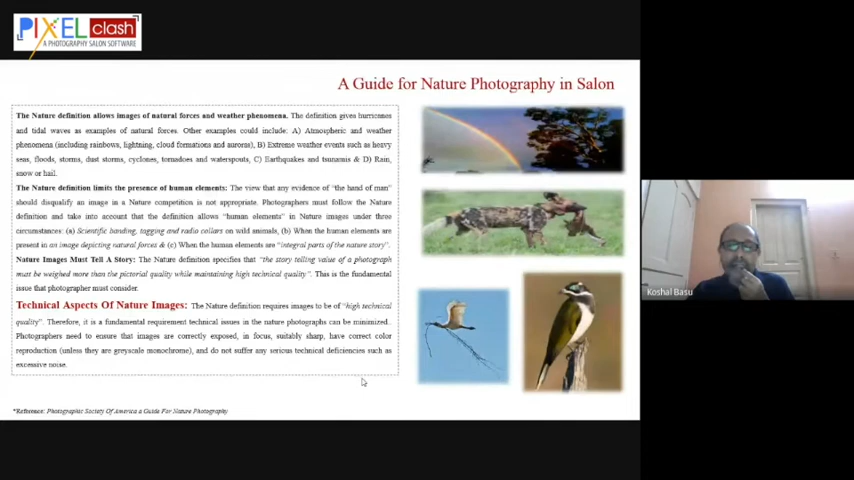 PIXEL clash
A PHOTOGRAPHY SALON SOFTWARE
A Guide for Nature Photography in Salon
The Nature definition allows images of natural forces and weather phenomena. The definition gives hurricanes
and tidal waves as examples of natural forces. Other examples could include: A) Atmospheric and weather
phenomena (including rainbows, lightning, cloud formations and aurora), B) Extreme weather events such as heavy
seas, floods, storms, dust storms, cyclones, tornadoes and waterspouts, C) Earthquakes and tsunamis & D) Rain,
snow or hail.
The Nature definition limits the presence of human elements: The view that any evidence of "the hand of man"
should disqualify an image in a Nature competition is not appropriate. Photographers must follow the Nature
definition and take into account that the definition allows "human elements" in Nature images under three
circumstances: (a) Scientific banding, tagging and radio collars on wild animals, (b) When the human elements are
present in an image depicting natural forces & (c) When the human elements are "integral parts of the nature story".
Nature Images Must Tell A Story: The Nature definition specifies that "the story telling value of a photograph
must be weighed more than the pictorial quality while maintaining high technical quality". This is the fundamental
issue that photographer must consider.
Technical Aspects Of Nature Images: The Nature definition requires images to be of "high technical
quality". Therefore, it is a fundamental requirement technical issues in the nature photographs can be minimized.
Photographers need to ensure that images are correctly exposed, in focus, suitably sharp, have correct color
reproduction (unless they are greyscale monochrome), and do not suffer any serious technical deficiencies such as
excessive noise.
*Reference: Photographic Society Of America a Guide For Nature Photography
Koshal Basu